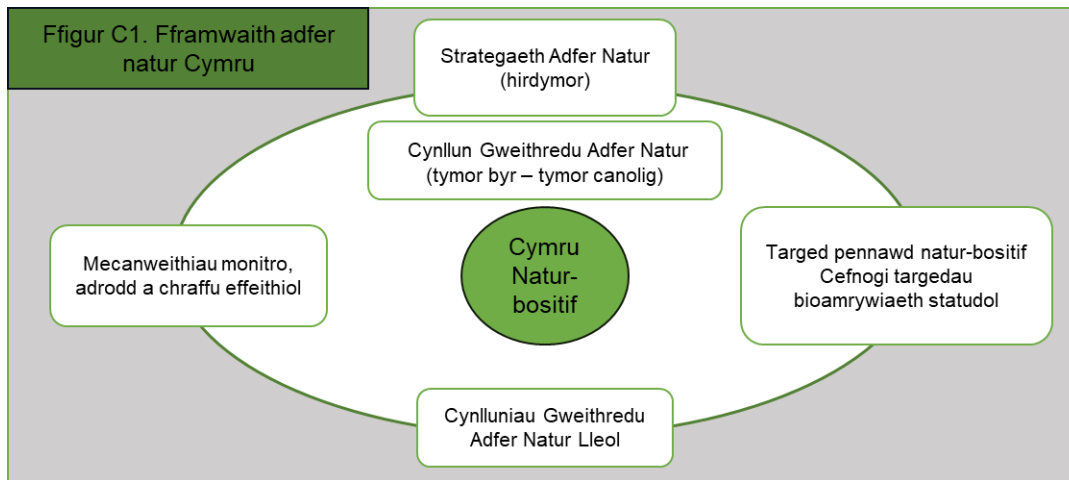 Ffigur C1. Fframwaith adfer
natur Cymru
Strategaeth Adfer Natur
(hirdymor)
Cynllun Gweithredu Adfer Natur
(tymor byr – tymor canolig)
Mecanweithiau monitro,
adrodd a chraffu effeithiol
Cymru
Natur-
bositif
Targed pennawd natur-bositif
Cefnogi targedau
bioamrywiaeth statudol
Cynlluniau Gweithredu
Adfer Natur Lleol